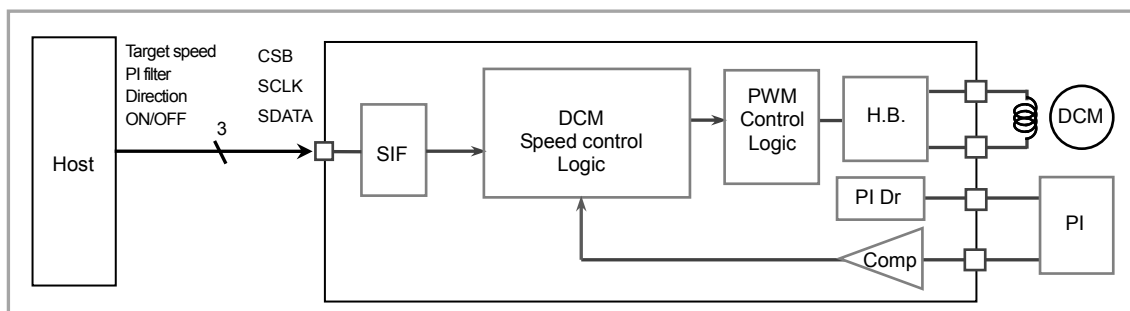 Target speed
PI filter
Direction
ON/OFF
3
CSB
SCLK
SDATA
Host
SIF
DCM
Speed control
Logic
PWM
Control
Logic
H.B.
DCM
PI Dr
PI
Comp